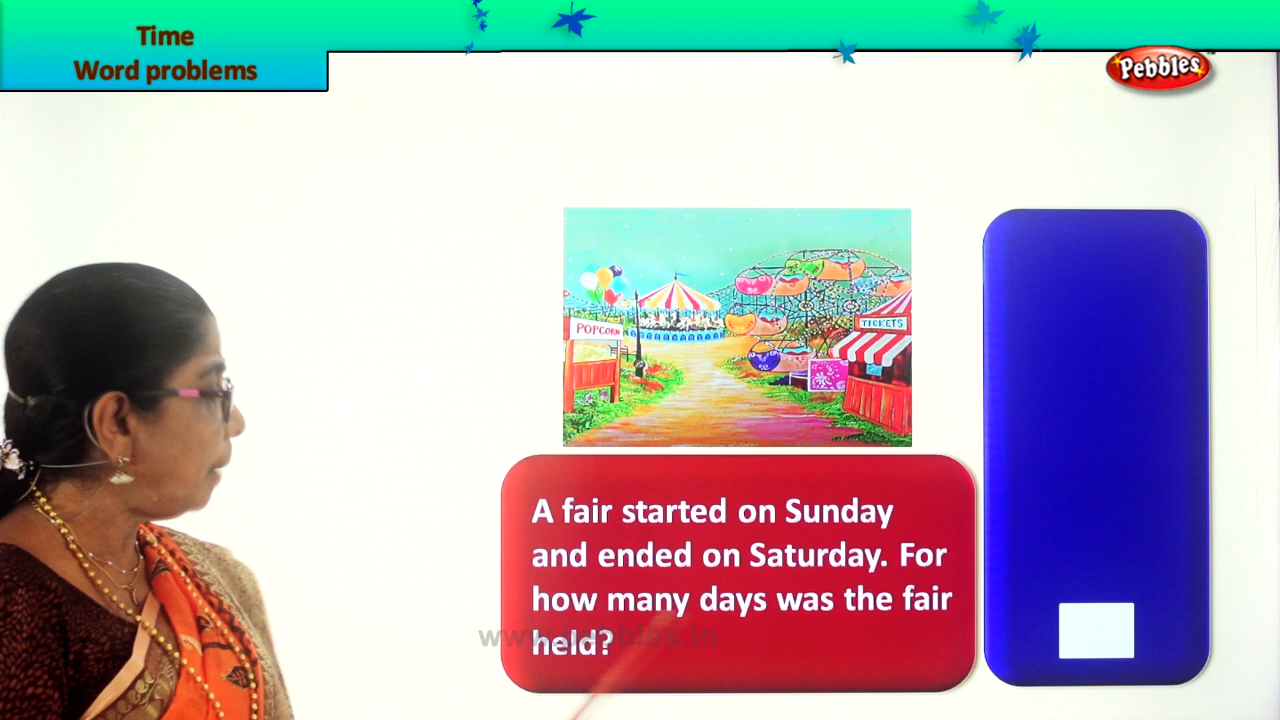 Time
Word problems
Pebbles
POPCORN
TICKETS
A fair started on Sunday
and ended on Saturday. For
how many days was the fair
held?
www.pebbles.in